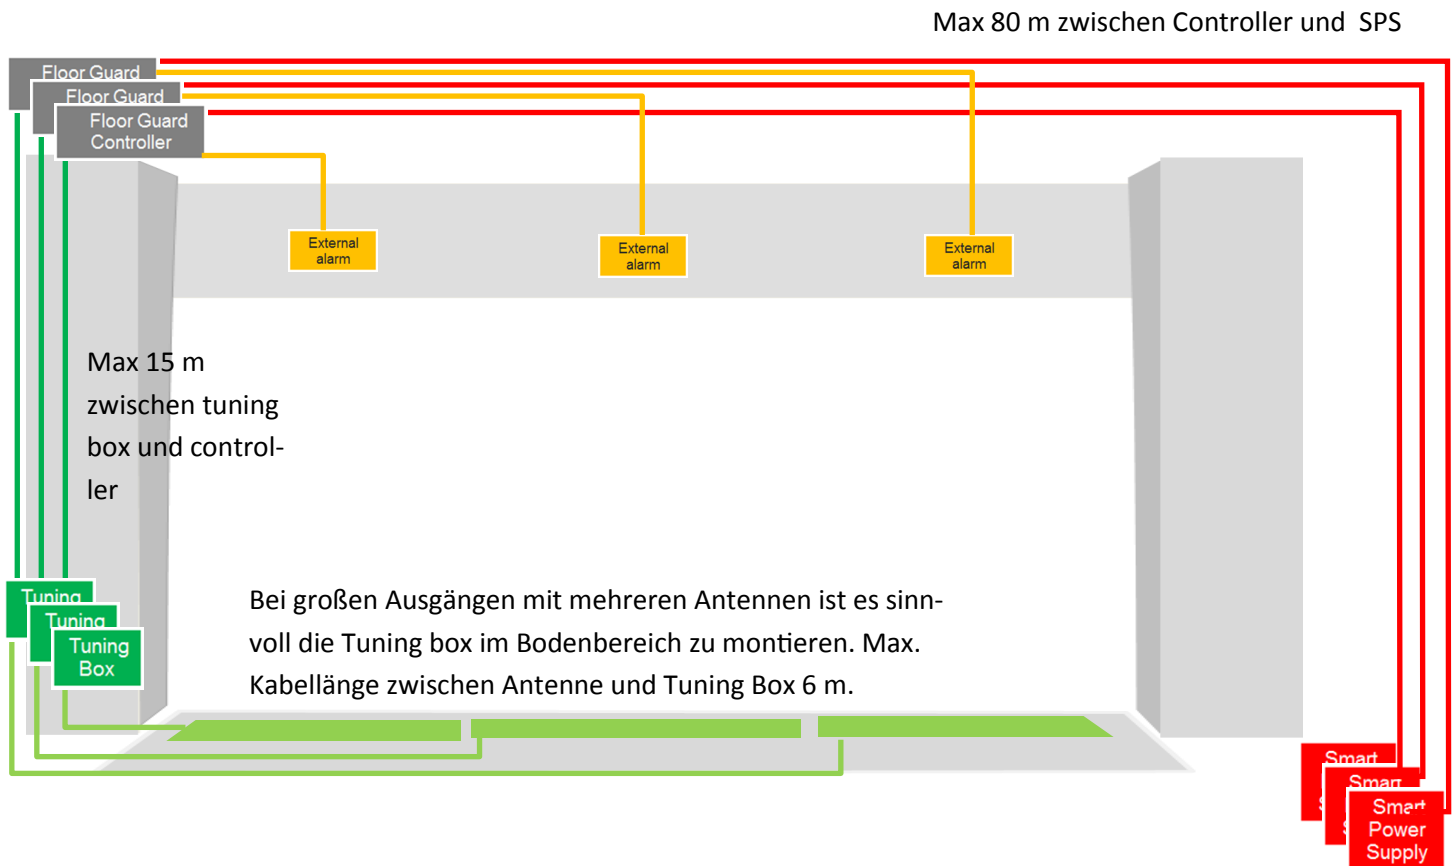 Max 80 m zwischen Controller und SPS
Floor Guard
Floor Guard
Floor Guard
Controller
External
alarm
External
alarm
External
alarm
Max 15 m
zwischen tuning
box und control-
ler
Tuning
Tuning
Tuning
Box
Bei großen Ausgängen mit mehreren Antennen ist es sinn-
voll die Tuning box im Bodenbereich zu montieren. Max.
Kabellänge zwischen Antenne und Tuning Box 6 m.
Smart
Smart
Smart
Power
Supply